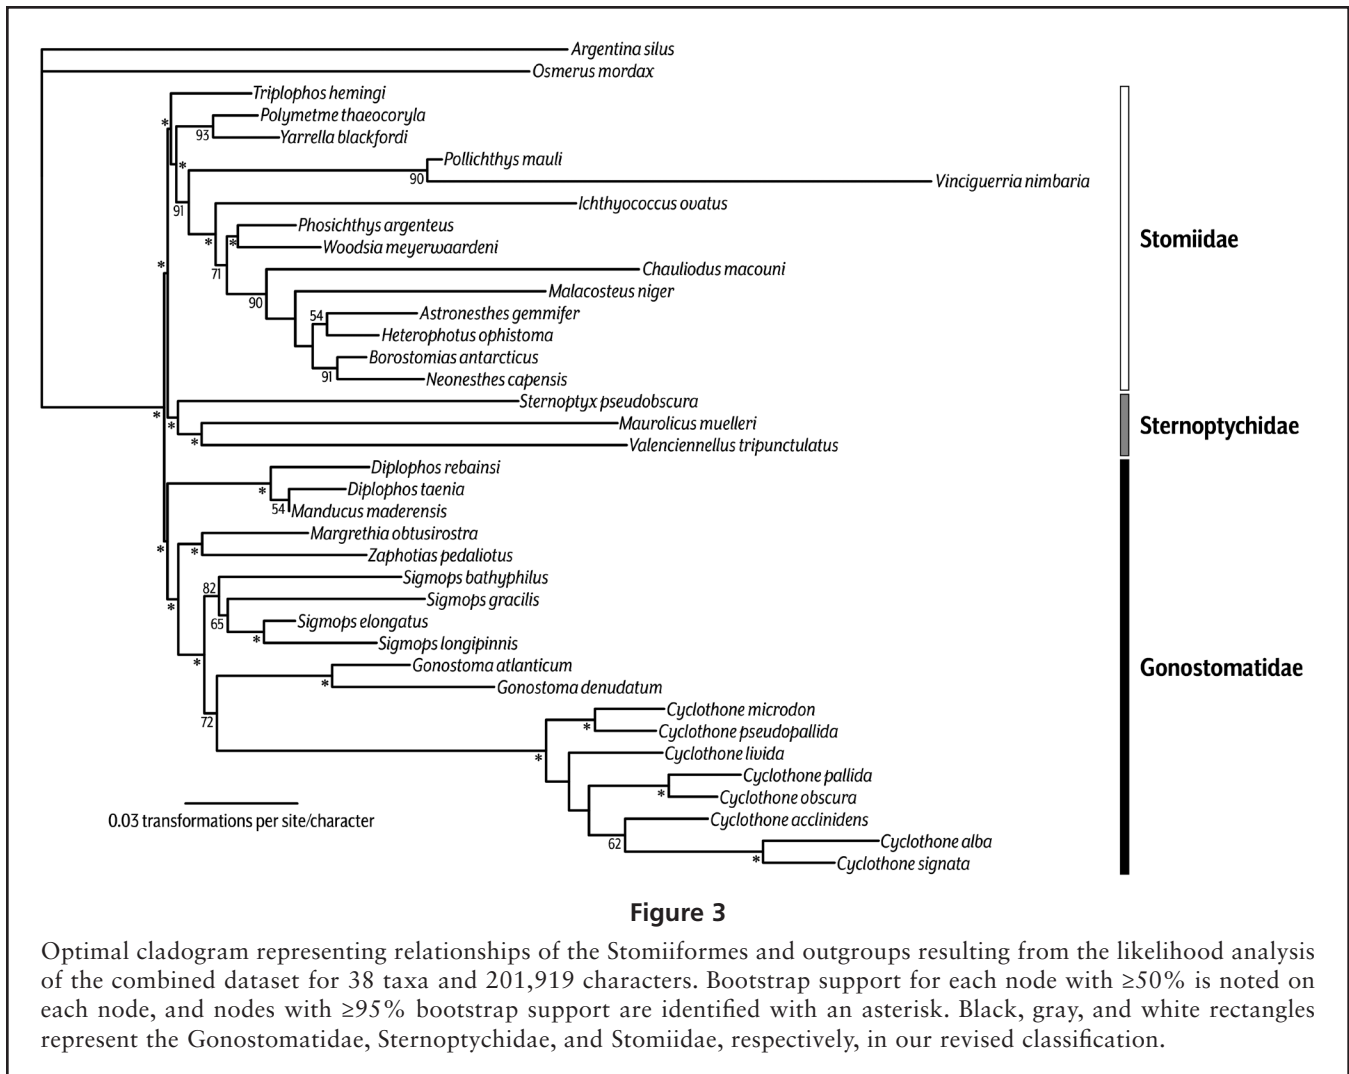 Argentina silus
Osmerus mordax
Triplophos hemingi
*
Polymetme thaeocoryla
93
Yarrella blackfordi
Pollichthys mauli
*
90
Vinciguerria nimbaria
91
Ichthyococcus ovatus
Phosichthys argenteus
*
*
Woodsia meyerwaardeni
Stomiidae
*
71
Chauliodus macouni
90
Malacosteus niger
54
Astronesthes gemmifer
Heterophotus ophistoma
Borostomias antarcticus
91
Neonesthes capensis
Sternoptyx pseudobscura
*
*
Maurolicus muelleri
Sternoptychidae
*
Valenciennellus tripunctulatus
Diplophos rebainsi
*
Diplophos taenia
54
Manducus maderensis
Margrethia obtusirostra
*
*
Zaphotias pedaliotus
Sigmops bathyphilus
82
Sigmops gracilis
*
65
Sigmops elongatus
*
Sigmops longipinnis
*
Gonostoma atlanticum
Gonostomatidae
*
Gonostoma denudatum
72
Cyclothone microdon
*
Cyclothone pseudopallida
*
Cyclothone livida
Cyclothone pallida
*
Cyclothone obscura
0.03 transformations per site/character
Cyclothone acclinidens
62
Cyclothone alba
*
Cyclothone signata
Figure 3
Optimal cladogram representing relationships of the Stomiiformes and outgroups resulting from the likelihood analysis
of the combined dataset for 38 taxa and 201,919 characters. Bootstrap support for each node with ≥50% is noted on
each node, and nodes with ≥95% bootstrap support are identified with an asterisk. Black, gray, and white rectangles
represent the Gonostomatidae, Sternoptychidae, and Stomiidae, respectively, in our revised classification.